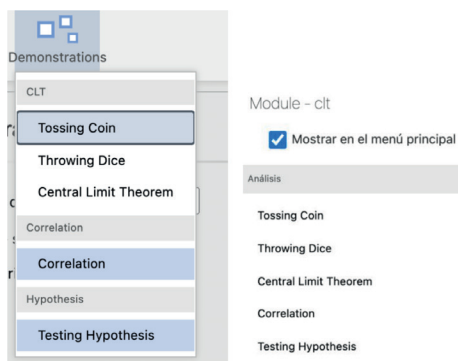 Demonstrations
CLT
Tossing Coin
Throwing Dice
Central Limit Theorem
Correlation
Correlation
Hypothesis
Testing Hypothesis
Module - clt
Mostrar en el menú principal
Análisis
Tossing Coin
Throwing Dice
Central Limit Theorem
Correlation
Testing Hypothesis